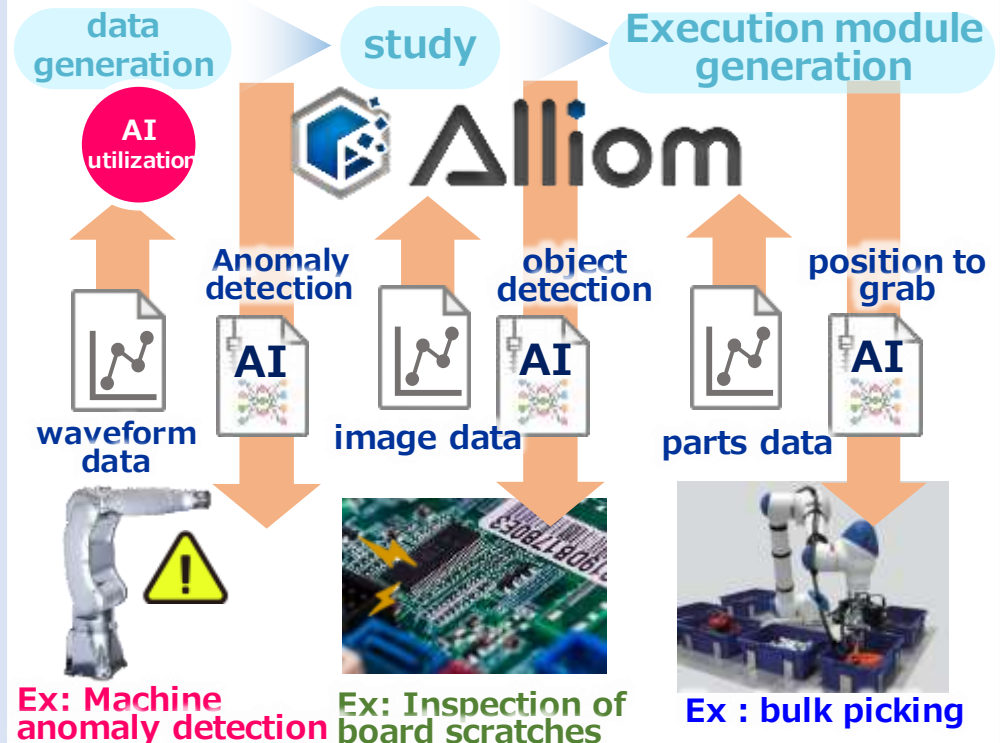 data
generation
study
Execution module
generation
AI
utilization
Alliom
Anomaly
detection
object
detection
position to
grab
AI
AI
AI
waveform
data
image data
parts data
19DB17B0E3
Ex: Machine
anomaly detection
Ex: Inspection of
board scratches
Ex : bulk picking